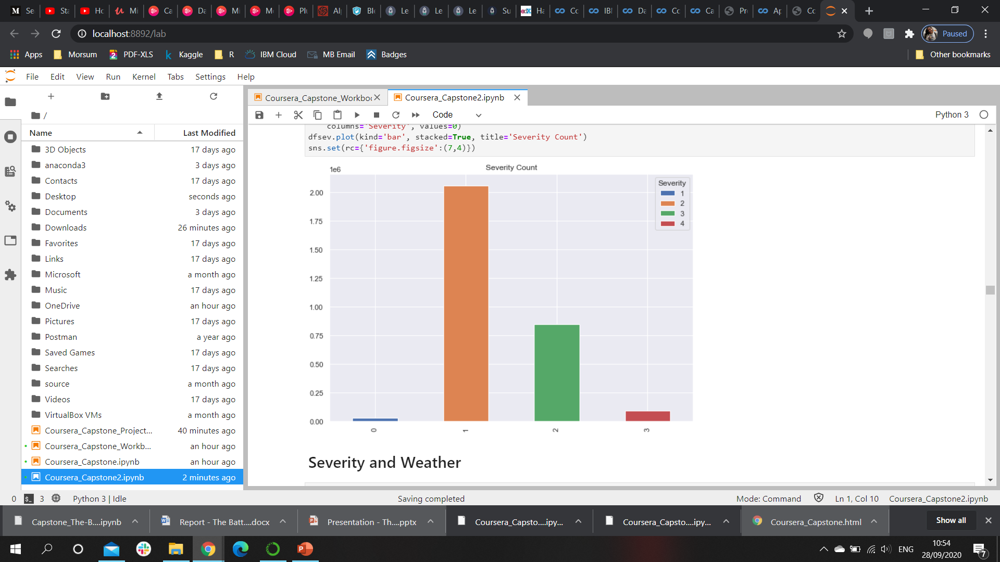 Se
Sta
Ho
Mi
Ca
Da
Mi
Mo
Plu
Al
Ble
Le
Le
Le
Su
Ha
Co
IBI
Da
Co
Ca
Pr
Ap
Co
localhost:8892/lab
Paused
Apps
Morsum
PDF-XLS
Kaggle
R
IBM Cloud
MB Email
Badges
Other bookmarks
File Edit View Run Kernel Tabs Settings Help
Coursera_Capstone_Workboo
Coursera_Capstone2.ipynb
/
Code
Python 3
Name Last Modified
3D Objects 17 days ago
anaconda3 3 days ago
Contacts 17 days ago
Desktop seconds ago
Documents 3 days ago
Downloads 26 minutes ago
Favorites 17 days ago
Links 17 days ago
Microsoft a month ago
Music 17 days ago
OneDrive an hour ago
Pictures 17 days ago
Postman a year ago
Saved Games 17 days ago
Searches 17 days ago
source a month ago
Videos 17 days ago
VirtualBox VMs a month ago
Coursera_Capstone_Project... 40 minutes ago
Coursera_Capstone_Workb... an hour ago
Coursera_Capstone.ipynb an hour ago
Coursera_Capstone2.ipynb 2 minutes ago
columns='Severity', values=0)
dfsev.plot(kind='bar', stacked=True, title='Severity Count')
sns.set(rc={'figure.figsize':(7,4)})
1e6
Severity Count
Severity
1
2
3
4
2.00
1.75
1.50
1.25
1.00
0.75
0.50
0.25
0.00
0 1 2 3
Severity and Weather
0 3 Python 3 | Idle
Saving completed
Mode: Command Ln 1, Col 10 Coursera_Capstone2.ipynb
Capstone_The-B....ipynb
Report - The Batt....docx
Presentation - Th....pptx
Coursera_Capsto....ipy...
Coursera_Capsto....ipy...
Coursera_Capstone.html
Show all
ENG
10:54
28/09/2020
7